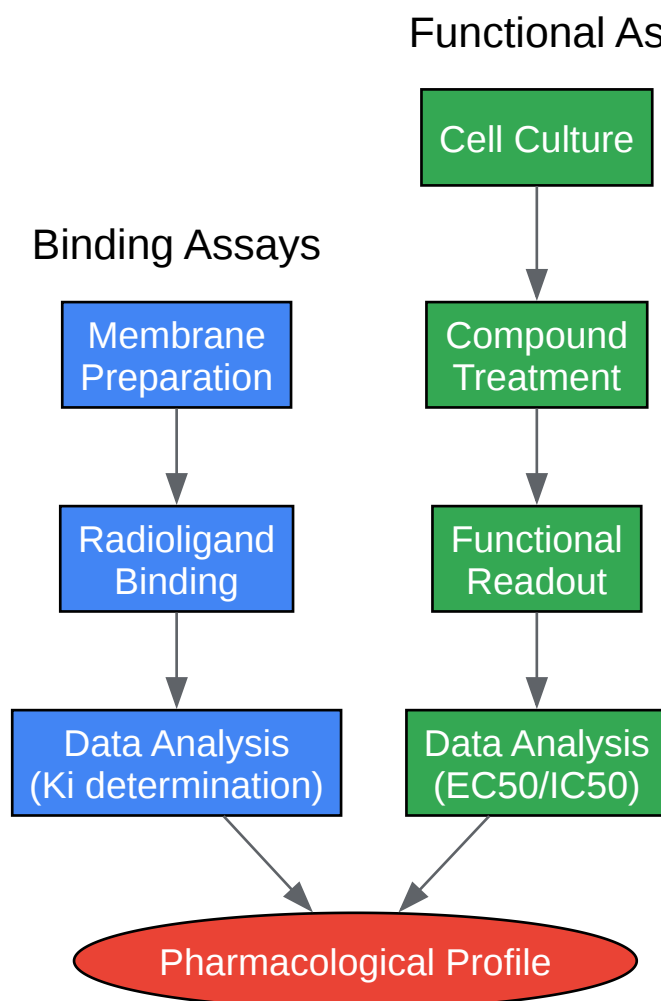 Functional As
Cell Culture
Binding Assays
Membrane
Preparation
Compound
Treatment
Radioligand
Binding
Functional
Readout
Data Analysis
(Ki determination)
Data Analysis
(EC50/IC50)
Pharmacological Profile